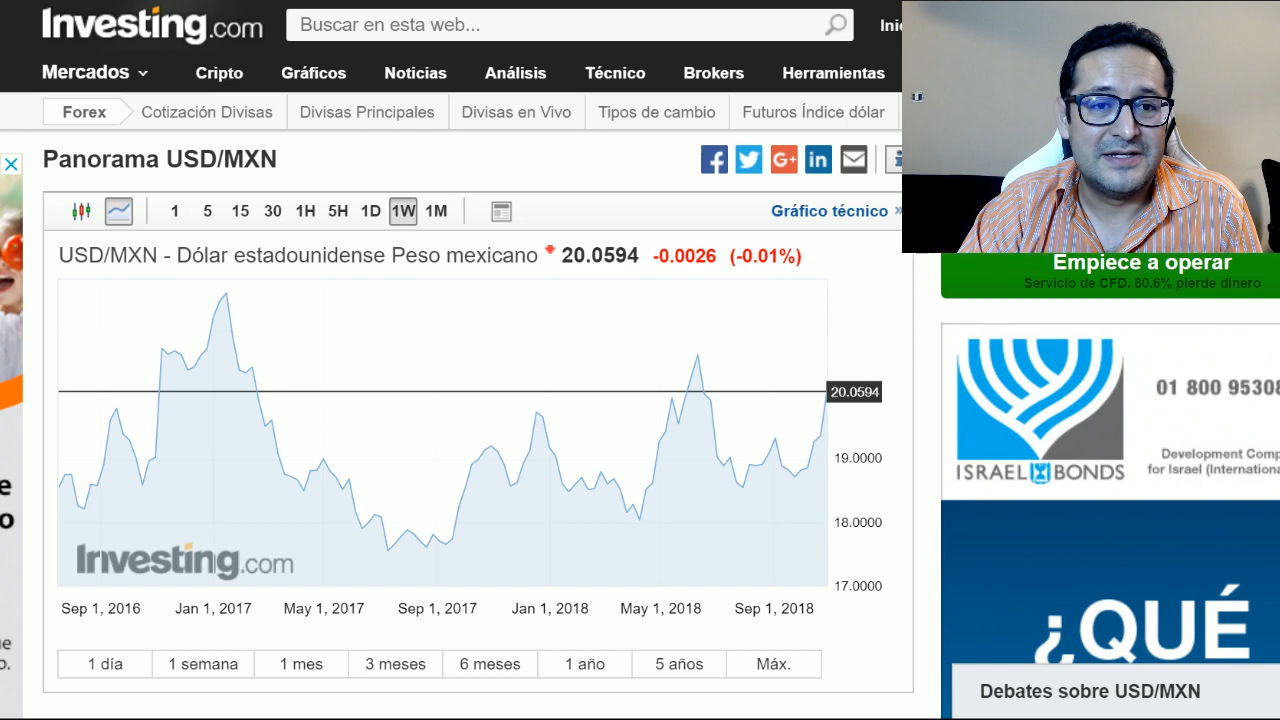 Investing.com
Buscar en esta web...
Mercados
Cripto
Gráficos
Noticias
Análisis
Técnico
Brokers
Herramientas
Forex
Cotización Divisas
Divisas Principales
Divisas en Vivo
Tipos de cambio
Futuros Índice dólar
Panorama USD/MXN
1 5 15 30 1H 5H 1D 1W 1M
Gráfico técnico »
USD/MXN - Dólar estadounidense Peso mexicano 20.0594 -0.0026 (-0.01%)
20.0594
19.0000
18.0000
17.0000
Investing.com
Sep 1, 2016 Jan 1, 2017 May 1, 2017 Sep 1, 2017 Jan 1, 2018 May 1, 2018 Sep 1, 2018
1 día 1 semana 1 mes 3 meses 6 meses 1 año 5 años Máx.
Empiece a operar
Servicio de CFD. 80.6% pierde dinero
01 800 95308
ISRAEL BONDS
Development Comp
for Israel (Internationa
¿QUÉ
Debates sobre USD/MXN